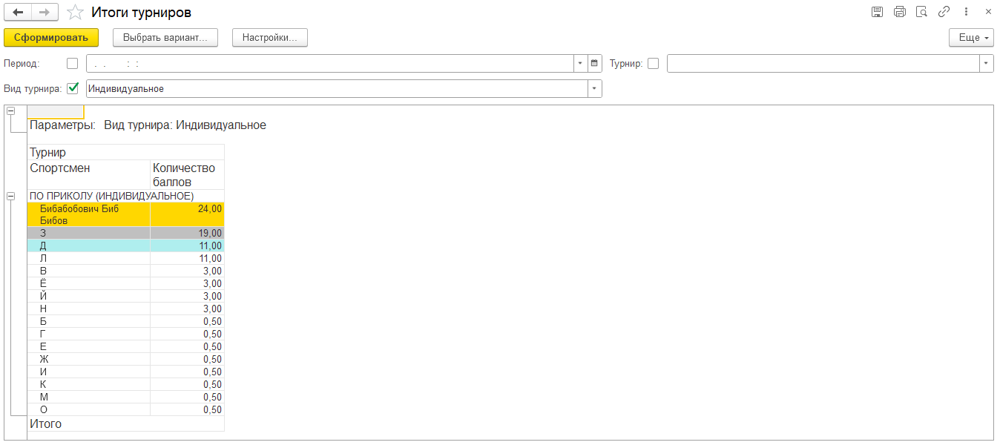 Итоги турниров
Сформировать Выбрать вариант... Настройки... Еще
Период: . . : : Турнир:
Вид турнира: Индивидуальное
Параметры: Вид турнира: Индивидуальное
Турнир
Спортсмен Количество
баллов
ПО ПРИКОЛУ (ИНДИВИДУАЛЬНОЕ)
Бибабобович Биб 24,00
Бибов
З 19,00
Д 11,00
Л 11,00
В 3,00
Ё 3,00
Й 3,00
Н 3,00
Б 0,50
Г 0,50
Е 0,50
Ж 0,50
И 0,50
К 0,50
М 0,50
О 0,50
Итого